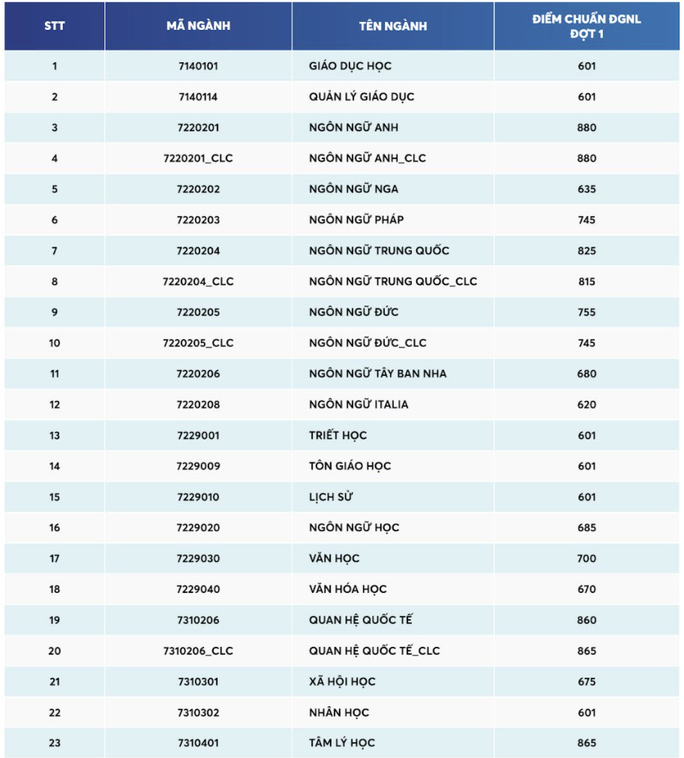 STT MÃ NGÀNH TÊN NGÀNH ĐIỂM CHUẨN ĐGNL
ĐỢT 1
1 7140101 GIÁO DỤC HỌC 601
2 7140114 QUẢN LÝ GIÁO DỤC 601
3 7220201 NGÔN NGỮ ANH 880
4 7220201_CLC NGÔN NGỮ ANH_CLC 880
5 7220202 NGÔN NGỮ NGA 635
6 7220203 NGÔN NGỮ PHÁP 745
7 7220204 NGÔN NGỮ TRUNG QUỐC 825
8 7220204_CLC NGÔN NGỮ TRUNG QUỐC_CLC 815
9 7220205 NGÔN NGỮ ĐỨC 755
10 7220205_CLC NGÔN NGỮ ĐỨC_CLC 745
11 7220206 NGÔN NGỮ TÂY BAN NHA 680
12 7220208 NGÔN NGỮ ITALIA 620
13 7229001 TRIẾT HỌC 601
14 7229009 TÔN GIÁO HỌC 601
15 7229010 LỊCH SỬ 601
16 7229020 NGÔN NGỮ HỌC 685
17 7229030 VĂN HỌC 700
18 7229040 VĂN HÓA HỌC 670
19 7310206 QUAN HỆ QUỐC TẾ 860
20 7310206_CLC QUAN HỆ QUỐC TẾ_CLC 865
21 7310301 XÃ HỘI HỌC 675
22 7310302 NHÂN HỌC 601
23 7310401 TÂM LÝ HỌC 865